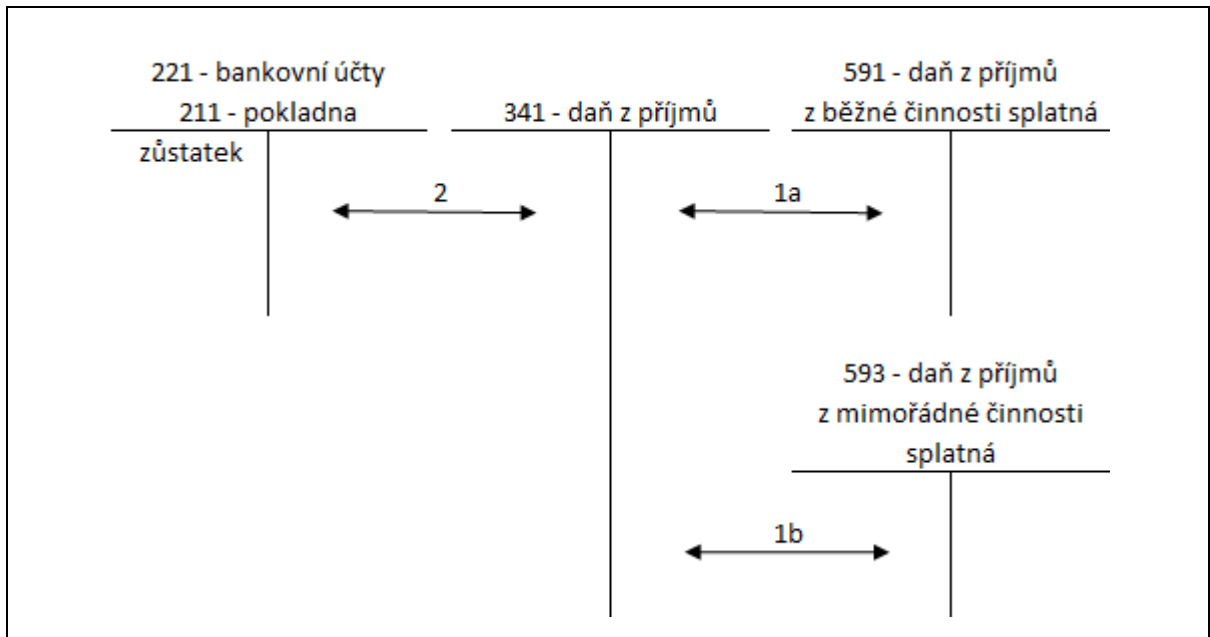 221 - bankovní účty
211 - pokladna
341 - daň z příjmů
591 - daň z příjmů
z běžné činnosti splatná
zůstatek
2
1a
593 - daň z příjmů
z mimořádné činnosti
splatná
1b